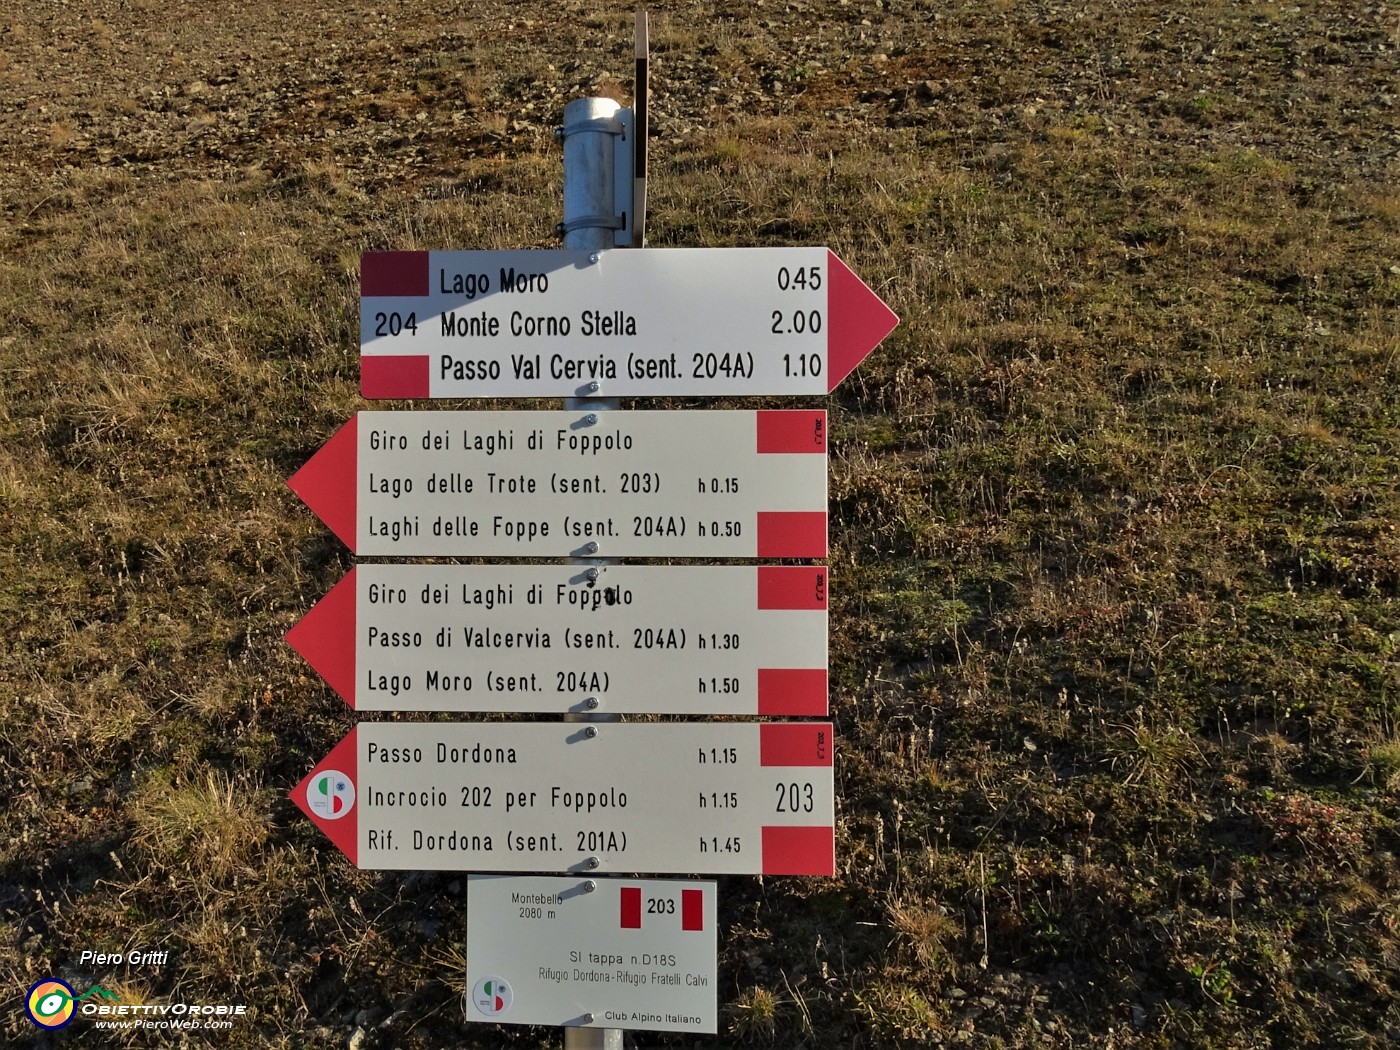 Lago Moro 0.45
204 Monte Corno Stella 2.00
Passo Val Cervia (sent. 204A) 1.10
Giro dei Laghi di Foppolo
Lago delle Trote (sent. 203) h 0.15
Laghi delle Foppe (sent. 204A) h 0.50
Giro dei Laghi di Foppolo
Passo di Valcervia (sent. 204A) h 1.30
Lago Moro (sent. 204A) h 1.50
Passo Dordona h 1.15
Incrocio 202 per Foppolo h 1.15 203
Rif. Dordona (sent. 201A) h 1.45
Montebello
2080 m
203
SI tappa n.D18S
Rifugio Dordona-Rifugio Fratelli Calvi
Club Alpino Italiano
Piero Gritti
OBIETTIVOROBIE
www.PieroWeb.com